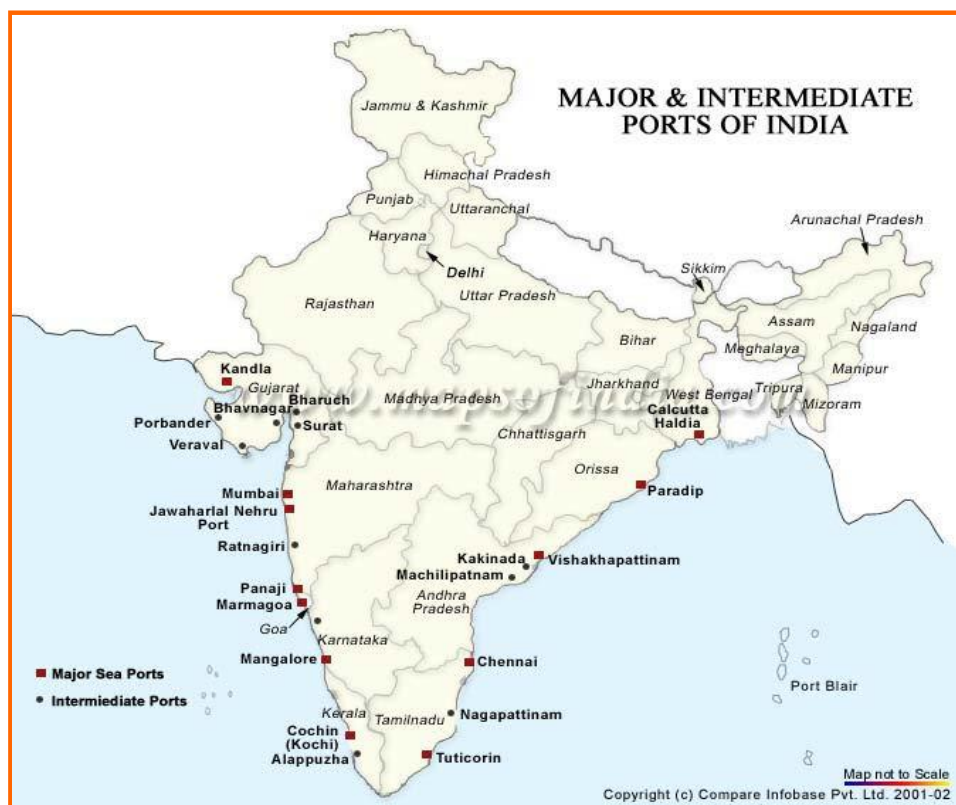 MAJOR & INTERMEDIATE
PORTS OF INDIA
Jammu & Kashmir
Himachal Pradesh
Punjab
Uttaranchal
Haryana
Delhi
Arunachal Pradesh
Sikkim
Rajasthan
Uttar Pradesh
Assam
Nagaland
Bihar
Meghalaya
Manipur
Kandla
Gujarat
Jharkhand
West Bengal
Tripura
Mizoram
www.mapsofindia.com
Madhya Pradesh
Bharuch
Bhavnagar
Porbander
Surat
Calcutta
Haldia
Veraval
Chhattisgarh
Orissa
Maharashtra
Mumbai
Paradip
Jawaharlal Nehru
Port
Ratnagiri
Kakinada
Vishakhapattinam
Machilipatnam
Panaji
Andhra
Pradesh
Marmagoa
Goa
Karnataka
Mangalore
Chennai
Major Sea Ports
Port Blair
Intermiediate Ports
Kerala
Tamilnadu
Nagapattinam
Cochin
(Kochi)
Alappuzha
Tuticorin
Map not to Scale
Copyright (c) Compare Infobase Pvt. Ltd. 2001-02